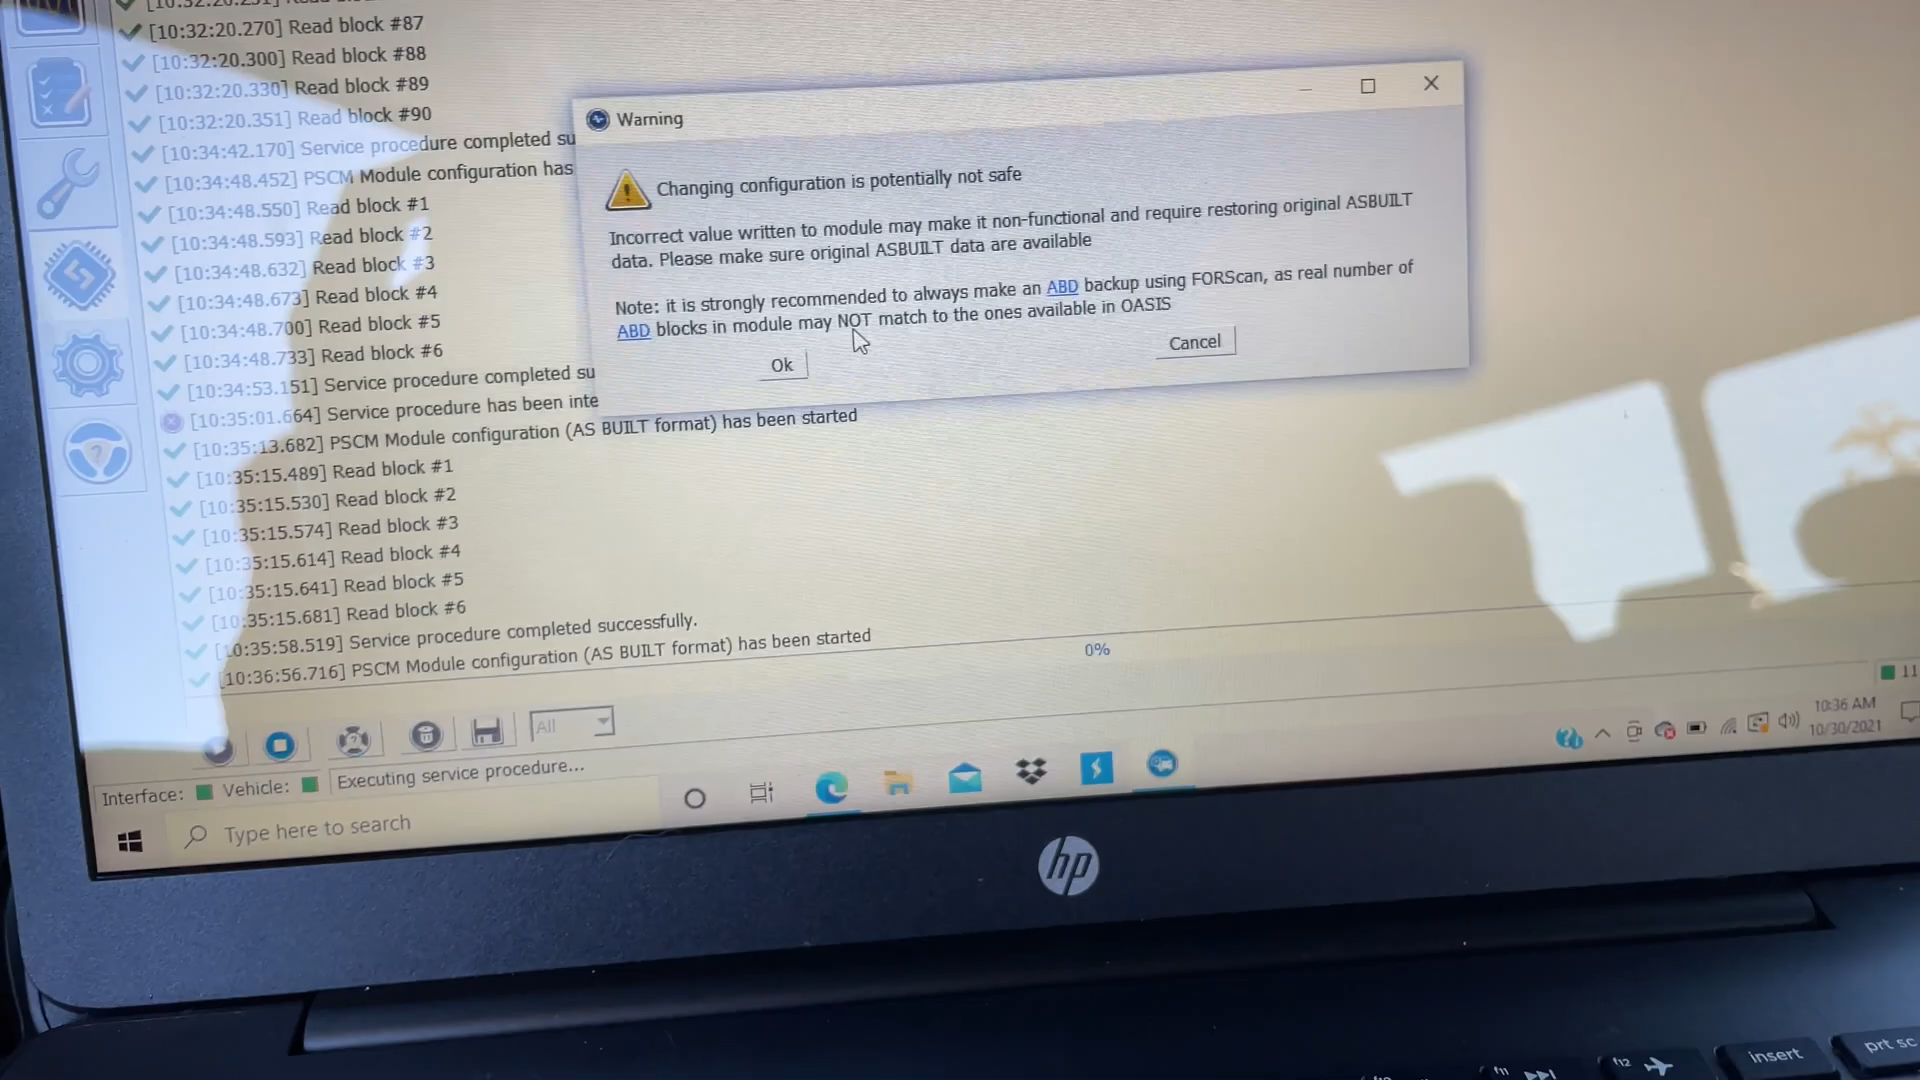 [10:32:20.270] Read block #87
[10:32:20.300] Read block #88
[10:32:20.330] Read block #89
[10:32:20.351] Read block #90
[10:34:42.170] Service procedure completed su
[10:34:48.452] PSCM Module configuration has
[10:34:48.550] Read block #1
[10:34:48.593] Read block #2
[10:34:48.632] Read block #3
[10:34:48.673] Read block #4
[10:34:48.700] Read block #5
[10:34:48.733] Read block #6
[10:34:53.151] Service procedure completed su
[10:35:01.664] Service procedure has been inte
[10:35:13.682] PSCM Module configuration (AS BUILT format) has been started
[10:35:15.489] Read block #1
[10:35:15.530] Read block #2
[10:35:15.574] Read block #3
[10:35:15.614] Read block #4
[10:35:15.641] Read block #5
[10:35:15.681] Read block #6
[10:35:58.519] Service procedure completed successfully.
[10:36:56.716] PSCM Module configuration (AS BUILT format) has been started
Warning
Changing configuration is potentially not safe
Incorrect value written to module may make it non-functional and require restoring original ASBUILT
data. Please make sure original ASBUILT data are available
Note: it is strongly recommended to always make an ABD backup using FORScan, as real number of
ABD blocks in module may NOT match to the ones available in OASIS
Ok
Cancel
0%
11
All
Interface: Vehicle: Executing service procedure...
Type here to search
10:36 AM
10/30/2021
hp
f11
f12
insert
prt sc